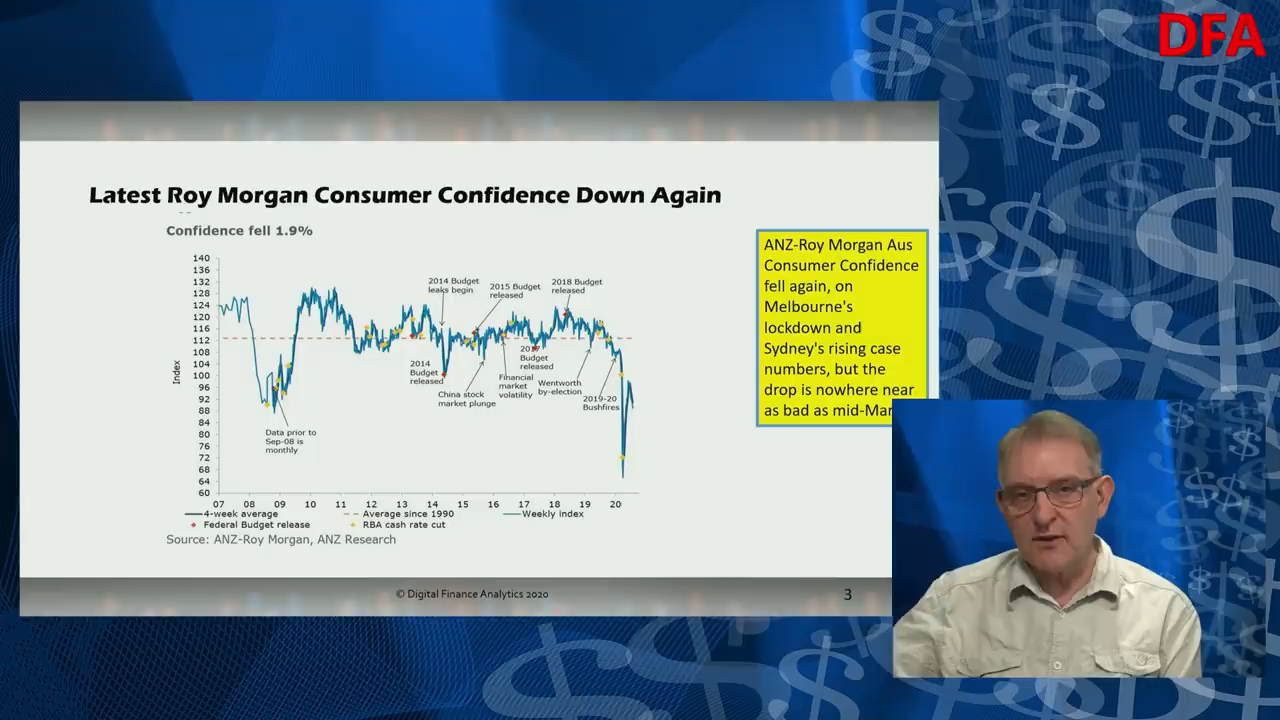 DFA
Latest Roy Morgan Consumer Confidence Down Again
Confidence fell 1.9%
140
136
132
128
124
120
116
112
108
104
100
96
92
88
84
80
76
72
68
64
60
Index
2014 Budget
leaks begin
2015 Budget
released
2018 Budget
released
2014
Budget
released
China stock
market plunge
Financial
market
volatility
Budget
released
Wentworth
by-election
2019-20
Bushfires
Data prior to
Sep-08 is
monthly
07 08 09 10 11 12 13 14 15 16 17 18 19 20
4-week average Average since 1990 Weekly index
Federal Budget release RBA cash rate cut
Source: ANZ-Roy Morgan, ANZ Research
ANZ-Roy Morgan Aus
Consumer Confidence
fell again, on
Melbourne's
lockdown and
Sydney's rising case
numbers, but the
drop is nowhere near
as bad as
© Digital Finance Analytics 2020
3